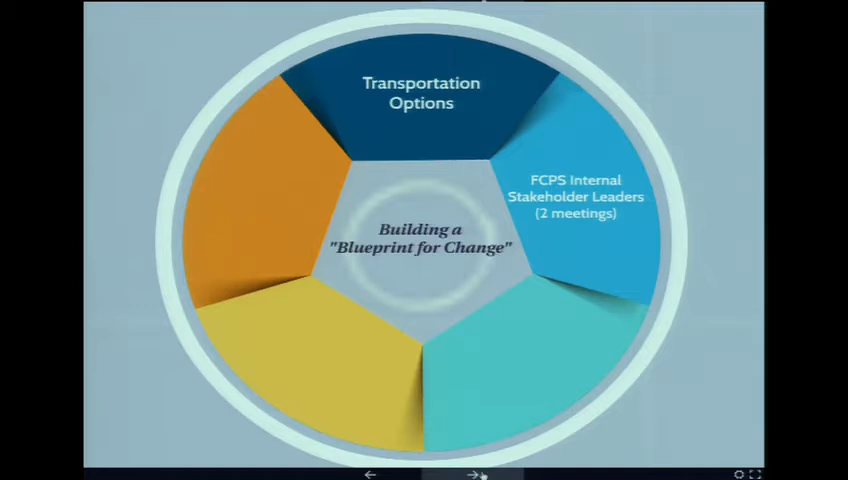 Transportation
Options
FCPS Internal
Stakeholder Leaders
(2 meetings)
Building a
"Blueprint for Change"